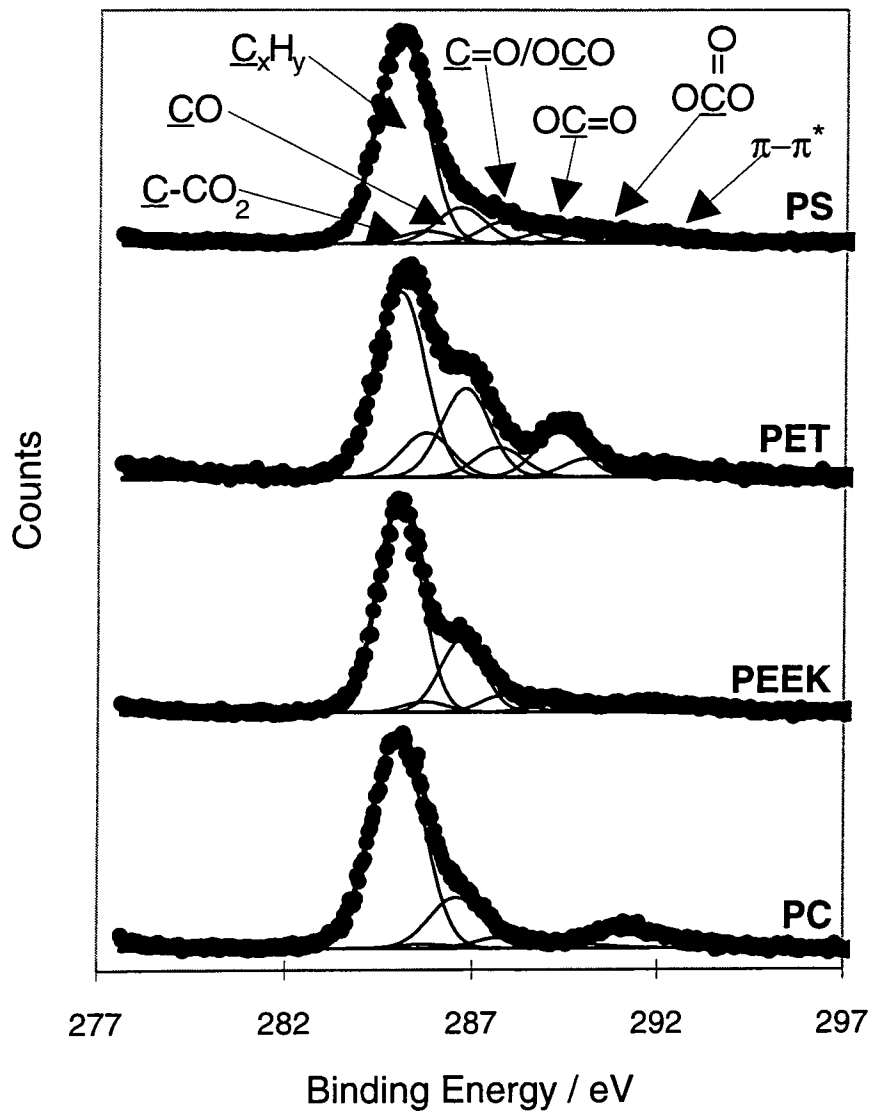 CxHy
C=O/OCO
O
=
OCO
CO
OC=O
π–π*
C-CO2
PS
PET
PEEK
PC
Counts
277 282 287 292 297
Binding Energy / eV